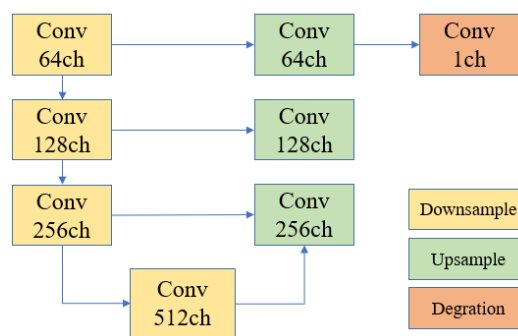 Conv
64ch
Conv
64ch
Conv
1ch
Conv
128ch
Conv
128ch
Conv
256ch
Conv
256ch
Downsample
Upsample
Conv
512ch
Degration